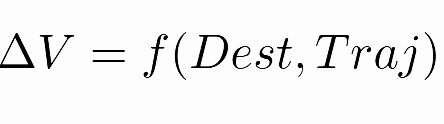 ΔV = f(Dest, Traj)